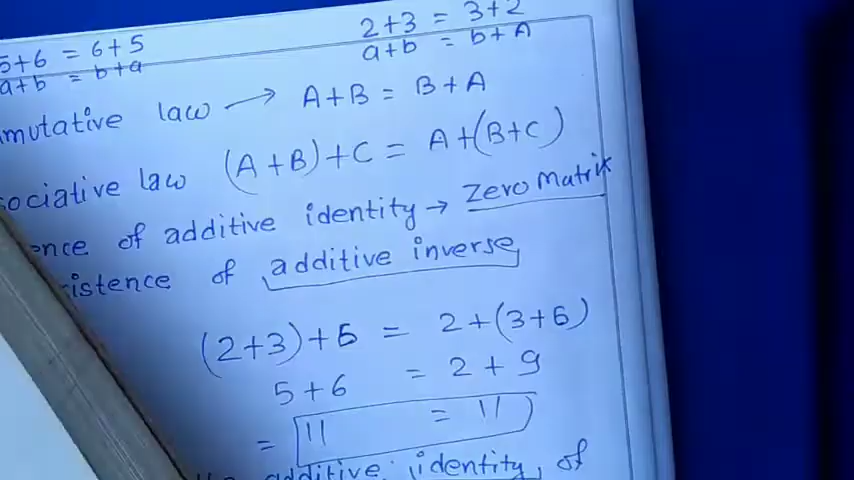 2+3 = 3+2
5+6 = 6+5
a+b = b+A
a+b = b+a
mutative law → A+B = B+A
sociative law (A+B)+C = A+(B+C)
ence of additive identity → Zero Matrix
istence of additive inverse
(2+3)+6 = 2+(3+6)
5+6 = 2+9
= 11 = 11
additive identity of